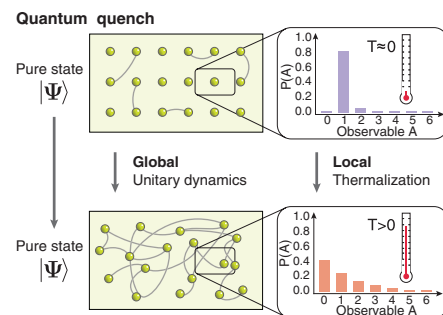 Quantum quench
Pure state
|Ψ⟩
P(A)
1.0
0.8
0.6
0.4
0.2
0.0
T≈0
0 1 2 3 4 5 6
Observable A
Global
Unitary dynamics
Local
Thermalization
Pure state
|Ψ⟩
P(A)
1.0
0.8
0.6
0.4
0.2
0.0
T>0
0 1 2 3 4 5 6
Observable A